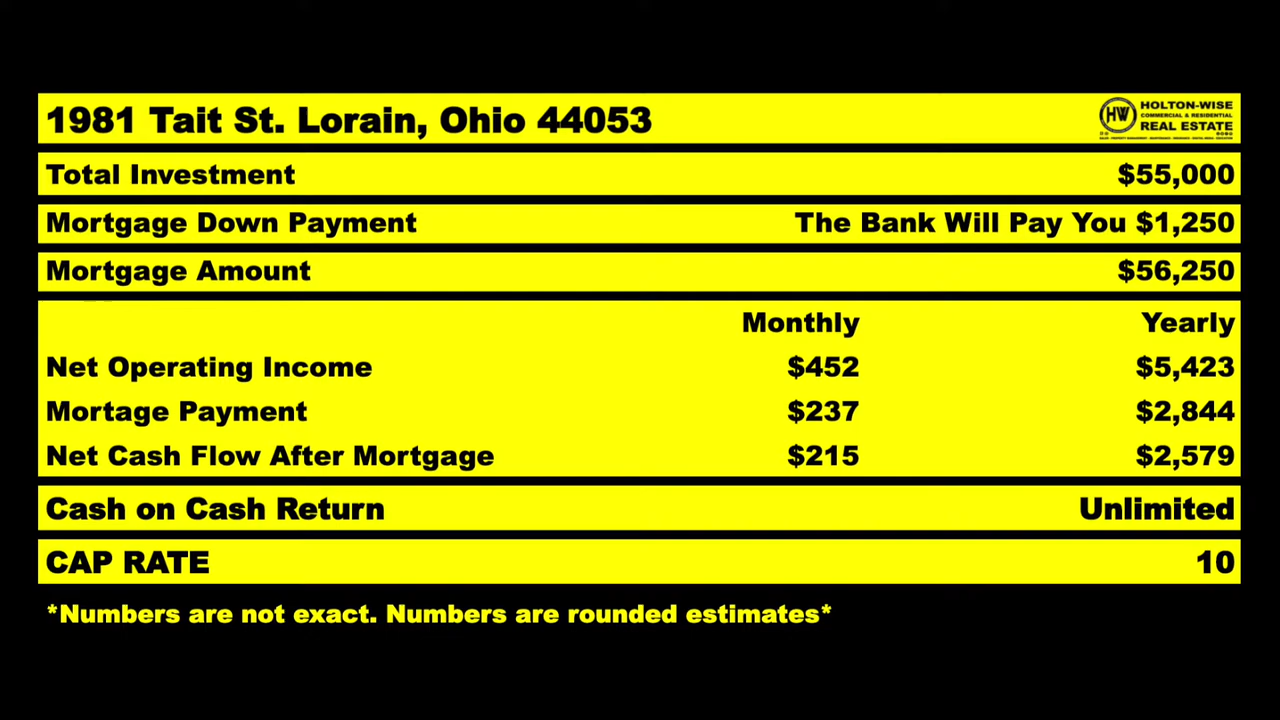 1981 Tait St. Lorain, Ohio 44053
HW
HOLTON-WISE
COMMERCIAL & RESIDENTIAL
REAL ESTATE
Total Investment $55,000
Mortgage Down Payment The Bank Will Pay You $1,250
Mortgage Amount $56,250
Monthly Yearly
Net Operating Income $452 $5,423
Mortage Payment $237 $2,844
Net Cash Flow After Mortgage $215 $2,579
Cash on Cash Return Unlimited
CAP RATE 10
*Numbers are not exact. Numbers are rounded estimates*